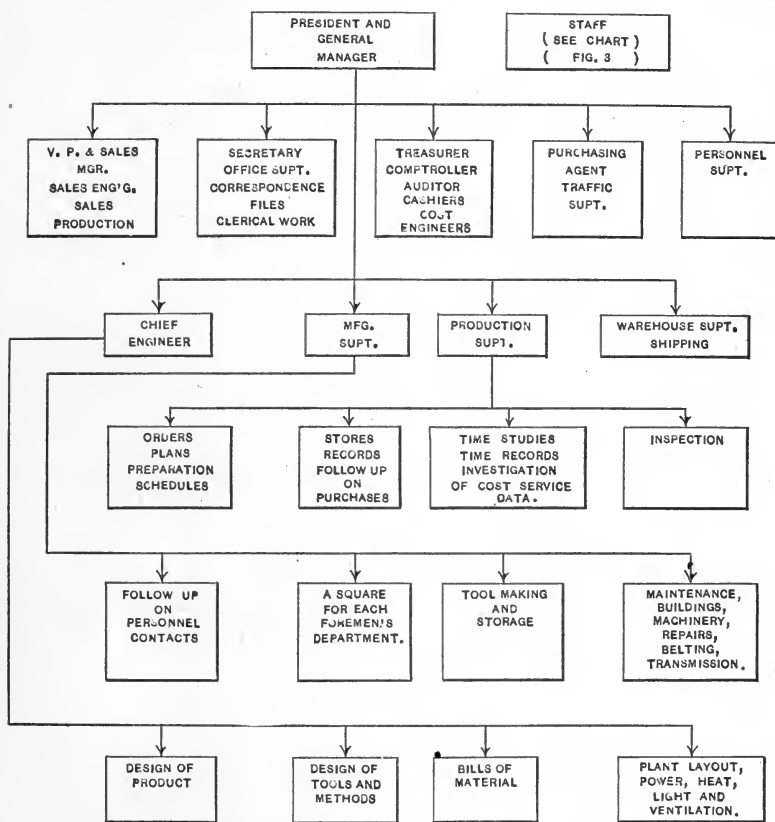 PRESIDENT AND
GENERAL
MANAGER
STAFF
( SEE CHART )
( FIG. 3 )
V. P. & SALES
MGR.
SALES ENG'G.
SALES
PRODUCTION
SECRETARY
OFFICE SUPT.
CORRESPONDENCE
FILES
CLERICAL WORK
TREASURER
COMPTROLLER
AUDITOR
CASHIERS
COST
ENGINEERS
PURCHASING
AGENT
TRAFFIC
SUPT.
PERSONNEL
SUPT.
CHIEF
ENGINEER
MFG.
SUPT.
PRODUCTION
SUPT.
WAREHOUSE SUPT.
SHIPPING
ORDERS
PLANS
PREPARATION
SCHEDULES
STORES
RECORDS
FOLLOW UP
ON
PURCHASES
TIME STUDIES
TIME RECORDS
INVESTIGATION
OF COST SERVICE
DATA.
INSPECTION
FOLLOW UP
ON
PERSONNEL
CONTACTS
A SQUARE
FOR EACH
FOREMEN'S
DEPARTMENT.
TOOL MAKING
AND
STORAGE
MAINTENANCE,
BUILDINGS,
MACHINERY,
REPAIRS,
BELTING,
TRANSMISSION.
DESIGN OF
PRODUCT
DESIGN OF
TOOLS AND
METHODS
BILLS OF
MATERIAL
PLANT LAYOUT,
POWER, HEAT,
LIGHT AND
VENTILATION.